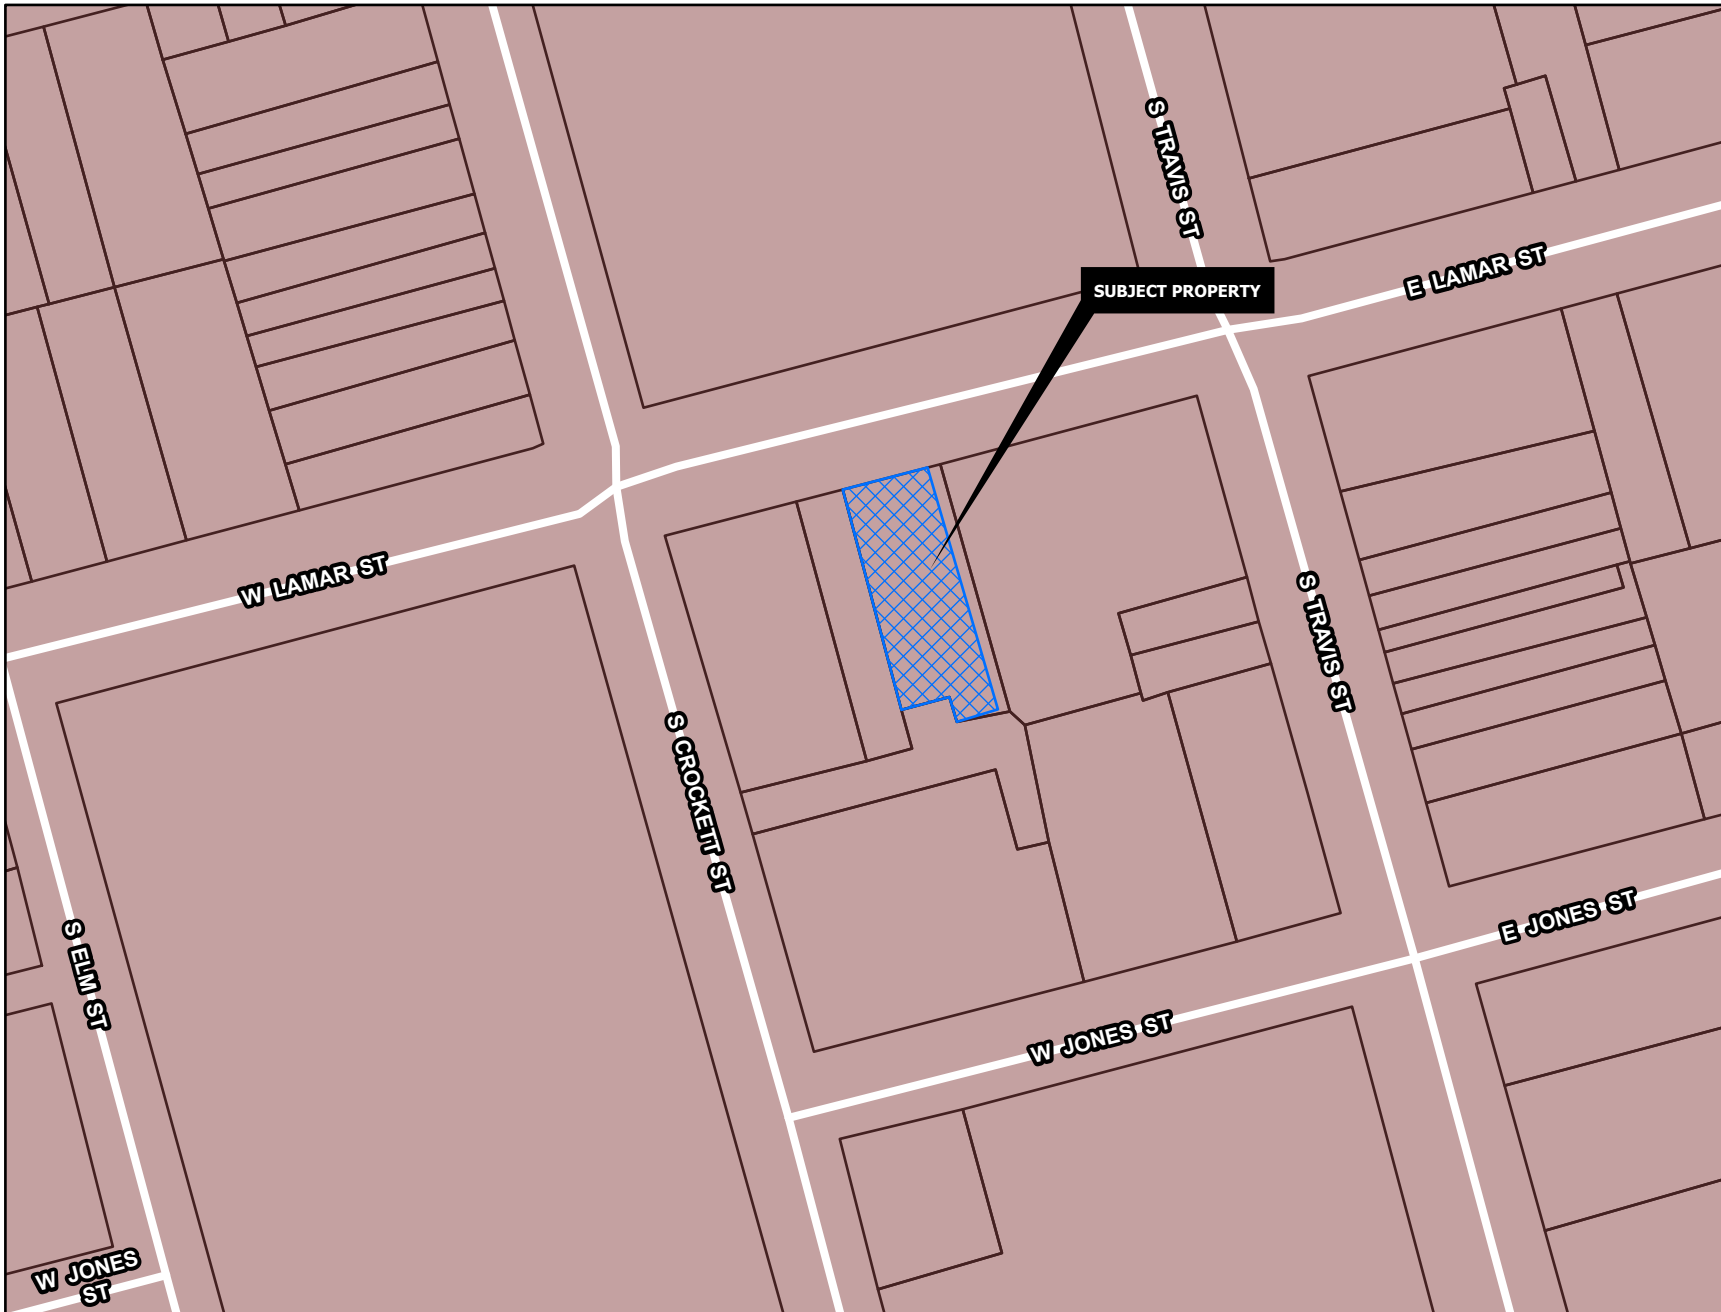 S TRAVIS ST
E LAMAR ST
SUBJECT PROPERTY
W LAMAR ST
S TRAVIS ST
S CROCKETT ST
E JONES ST
S ELM ST
W JONES ST
W JONES
ST